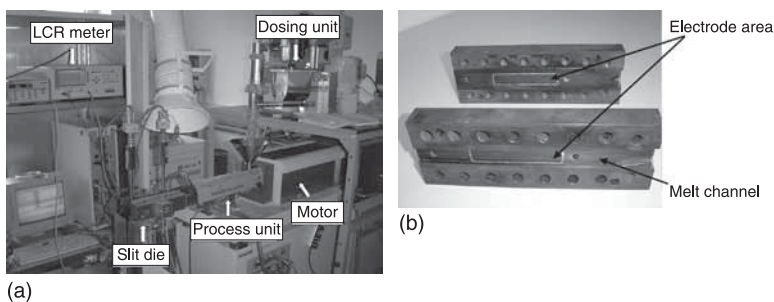 LCR meter
Dosing unit
Motor
Process unit
Slit die
(a)
Electrode area
Melt channel
(b)